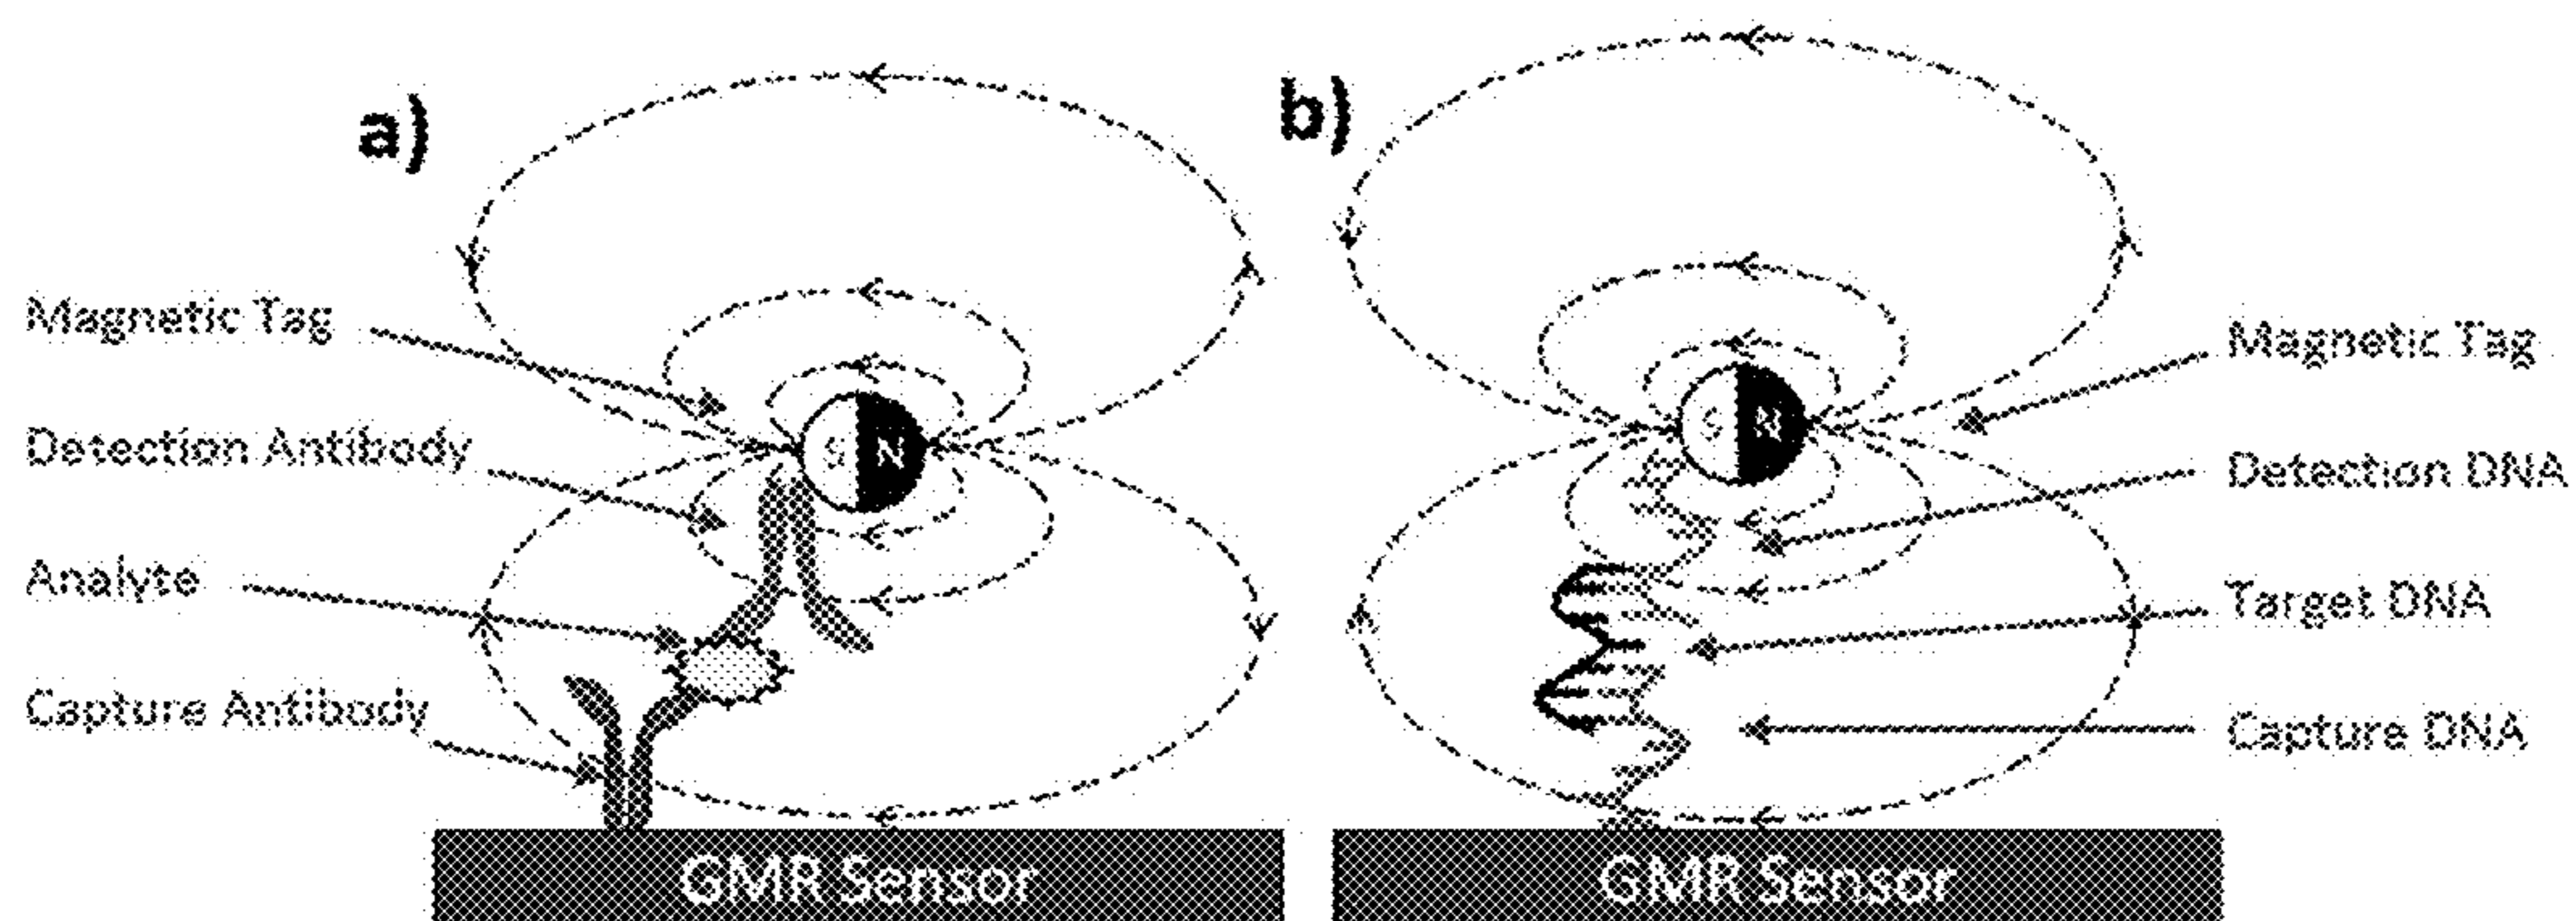 a)
Magnetic Tag
Detection Antibody
Analyte
Capture Antibody
S N
GMR Sensor
b)
S N
Magnetic Tag
Detection DNA
Target DNA
Capture DNA
GMR Sensor